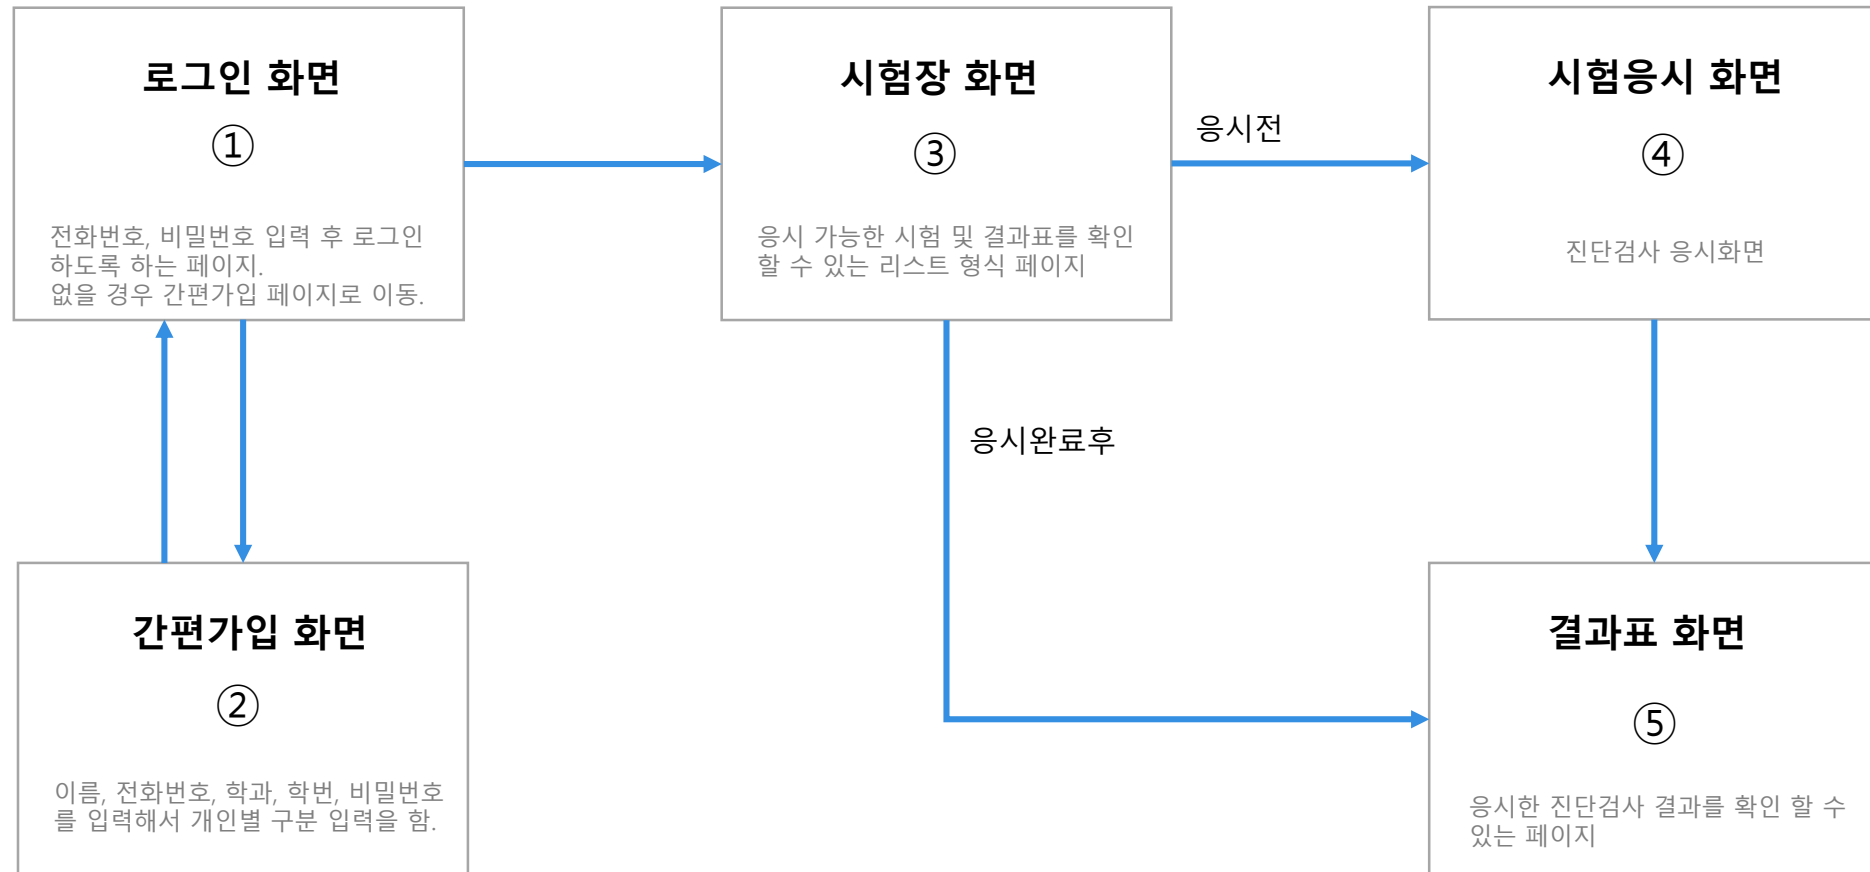 로그인 화면
①
전화번호, 비밀번호 입력 후 로그인
하도록 하는 페이지.
없을 경우 간편가입 페이지로 이동.
시험장 화면
③
응시 가능한 시험 및 결과표를 확인
할 수 있는 리스트 형식 페이지
응시전
시험응시 화면
④
진단검사 응시화면
응시완료후
간편가입 화면
②
이름, 전화번호, 학과, 학번, 비밀번호
를 입력해서 개인별 구분 입력을 함.
결과표 화면
⑤
응시한 진단검사 결과를 확인 할 수
있는 페이지